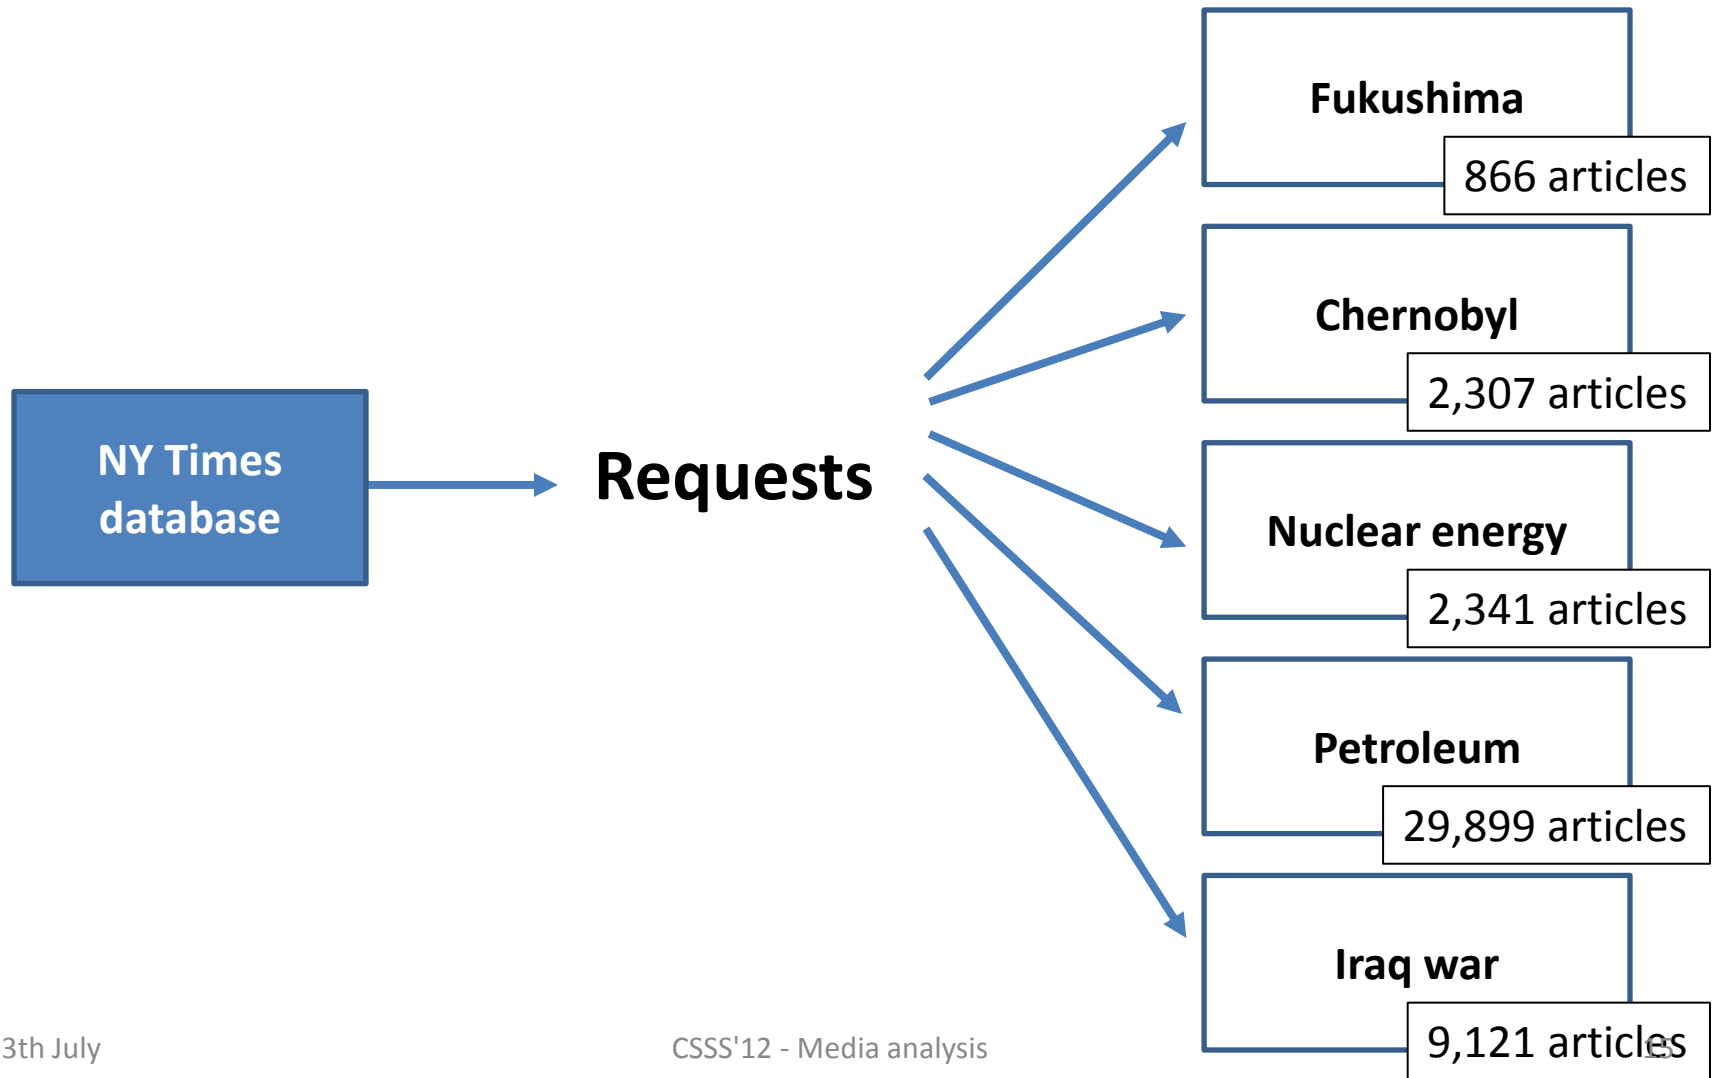 NY Times
database
Requests
Fukushima
866 articles
Chernobyl
2,307 articles
Nuclear energy
2,341 articles
Petroleum
29,899 articles
Iraq war
9,121 articles
3th July
CSSS'12 - Media analysis
15